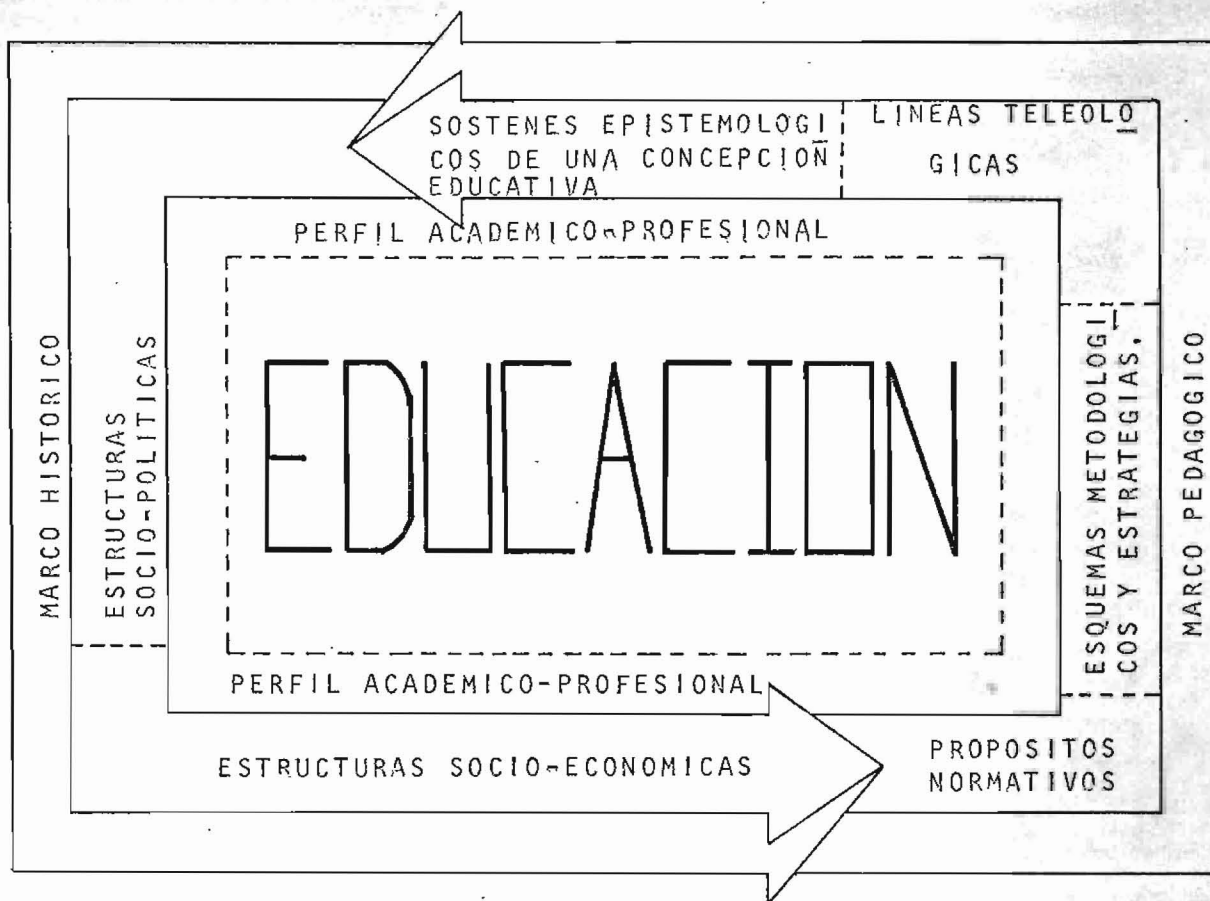 SOSTENES EPISTEMOLOGI
COS DE UNA CONCEPCION
EDUCATIVA
LINEAS TELEOLO
GICAS
PERFIL ACADEMICO-PROFESIONAL
MARCO HISTORICO
ESTRUCTURAS
SOCIO-POLITICAS
EDUCACION
ESQUEMAS METODOLOGI
COS Y ESTRATEGIAS.
MARCO PEDAGOGICO
PERFIL ACADEMICO-PROFESIONAL
ESTRUCTURAS SOCIO-ECONOMICAS
PROPOSITOS
NORMATIVOS